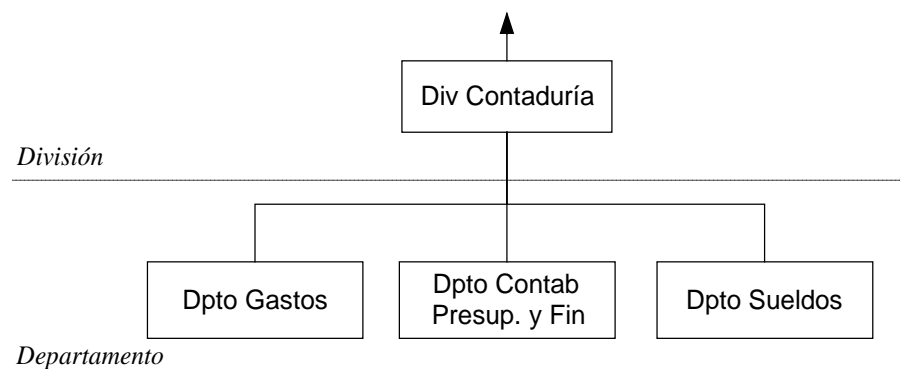 Div Contaduría
División
Dpto Gastos
Dpto Contab
Presup. y Fin
Dpto Sueldos
Departamento